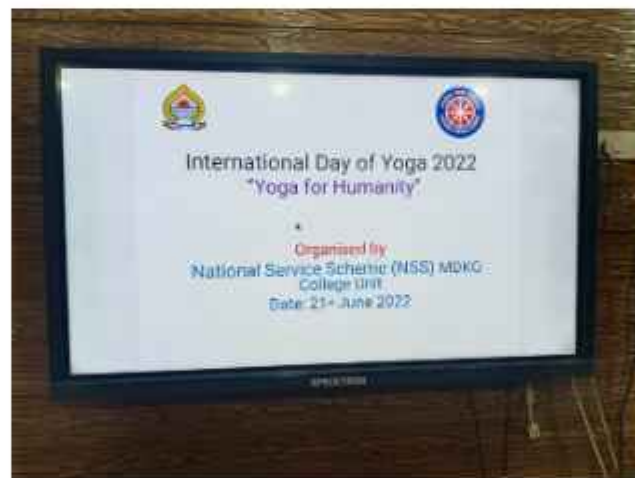 International Day of Yoga 2022
"Yoga for Humanity"
Organised by
National Service Scheme (NSS) MDKG
College Unit
Date: 21st June 2022